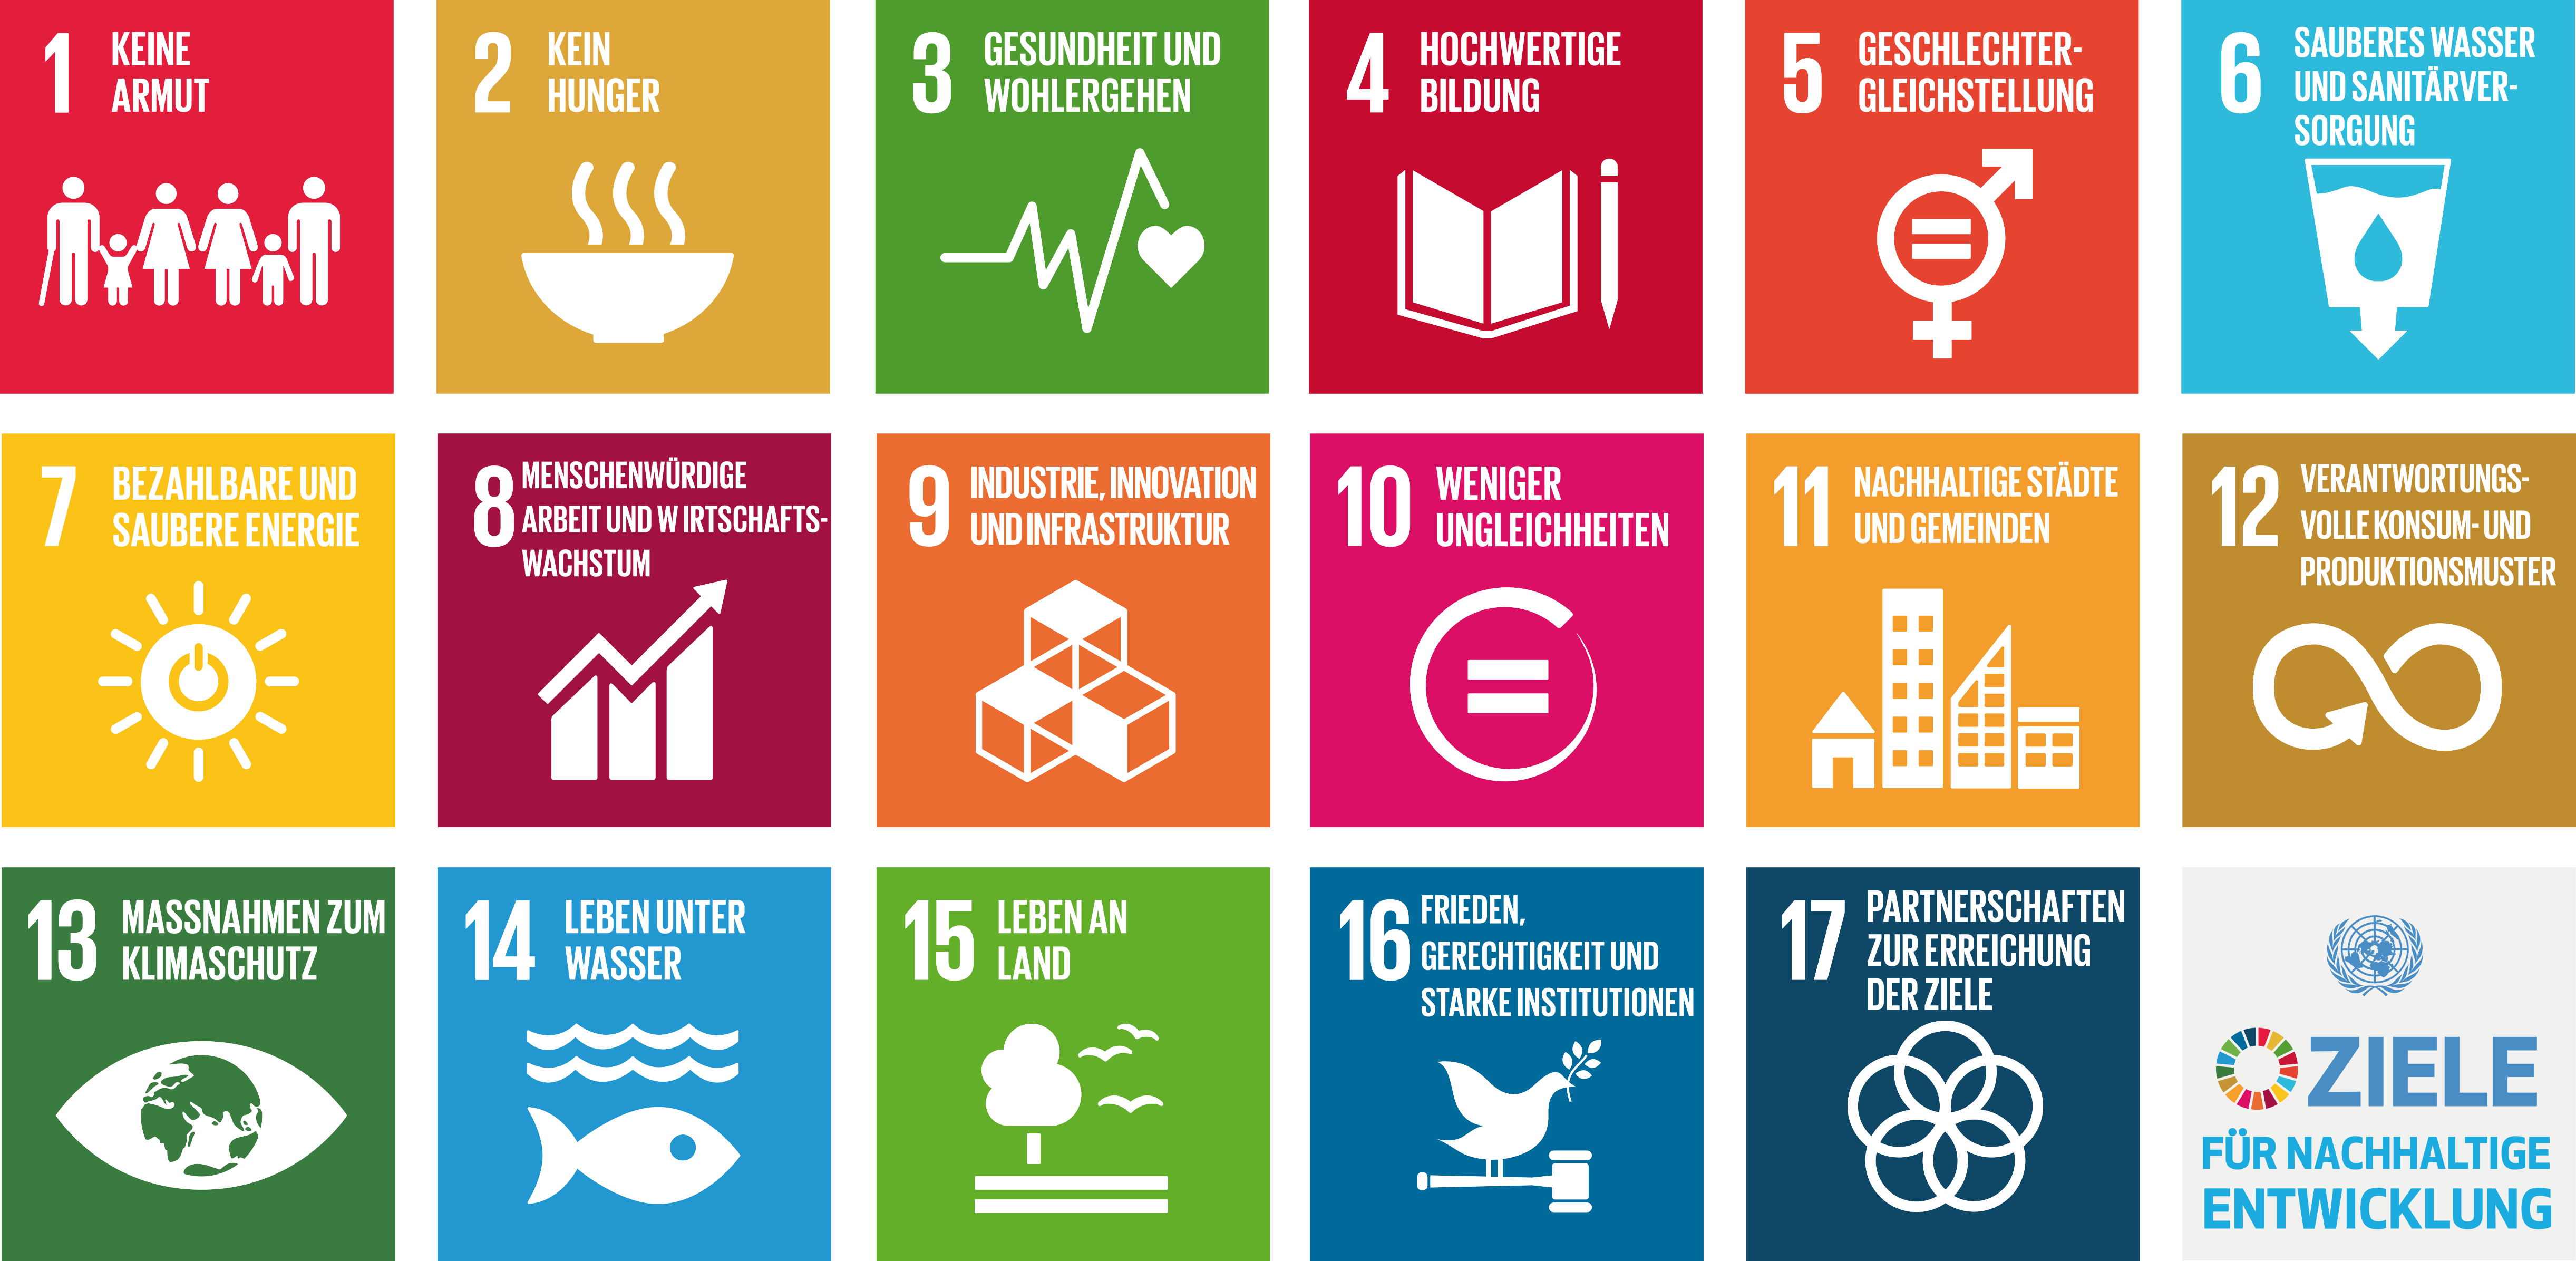 1 KEINE
ARMUT
2 KEIN
HUNGER
3 GESUNDHEIT UND
WOHLERGEHEN
4 HOCHWERTIGE
BILDUNG
5 GESCHLECHTER-
GLEICHSTELLUNG
6 SAUBERES WASSER
UND SANITÄRVER-
SORGUNG
7 BEZAHLBARE UND
SAUBERE ENERGIE
8 MENSCHENWÜRDIGE
ARBEIT UND W IRTSCHAFTS-
WACHSTUM
9 INDUSTRIE, INNOVATION
UND INFRASTRUKTUR
10 WENIGER
UNGLEICHHEITEN
11 NACHHALTIGE STÄDTE
UND GEMEINDEN
12 VERANTWORTUNGS-
VOLLE KONSUM- UND
PRODUKTIONSMUSTER
13 MASSNAHMEN ZUM
KLIMASCHUTZ
14 LEBEN UNTER
WASSER
15 LEBEN AN
LAND
16 FRIEDEN,
GERECHTIGKEIT UND
STARKE INSTITUTIONEN
17 PARTNERSCHAFTEN
ZUR ERREICHUNG
DER ZIELE
ZIELE
FÜR NACHHALTIGE
ENTWICKLUNG